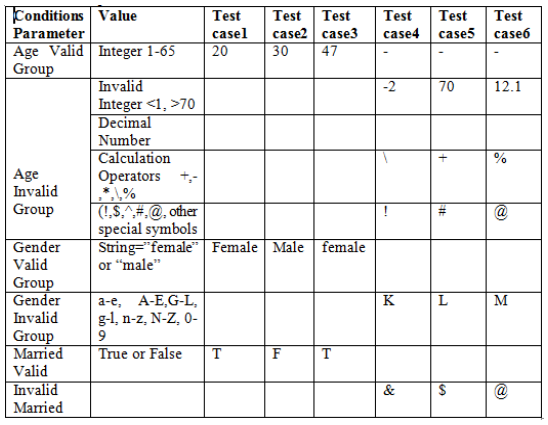 Conditions Value Test Test Test Test Test Test
Parameter case1 case2 case3 case4 case5 case6
Age Valid Integer 1-65 20 30 47 - - -
Group
Invalid -2 70 12.1
Integer <1, >70
Decimal
Number
Calculation \ + %
Age Operators +,-
Invalid ,*,\,%
Group (!,$,^,#,@, other ! # @
special symbols
Gender String="female" Female Male female
Valid or "male"
Group
Gender a-e, A-E,G-L, K L M
Invalid g-l, n-z, N-Z, 0-
Group 9
Married True or False T F T
Valid
Invalid & $ @
Married